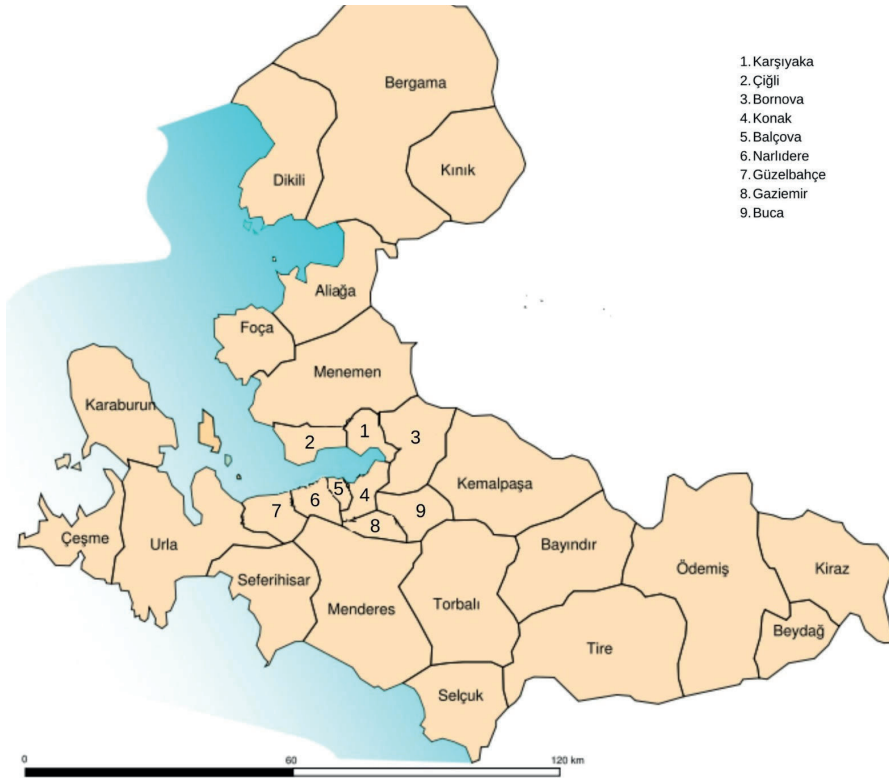 1. Karşıyaka
2. Çiğli
3. Bornova
4. Konak
5. Balçova
6. Narlıdere
7. Güzelbahçe
8. Gaziemir
9. Buca
Bergama
Kınık
Dikili
Aliağa
Foça
Menemen
Karaburun
1
2
3
Kemalpaşa
5
6
4
7
9
8
Çeşme
Urla
Bayındır
Ödemiş
Kiraz
Seferihisar
Menderes
Torbalı
Beydağ
Tire
Selçuk
0
60
120 km